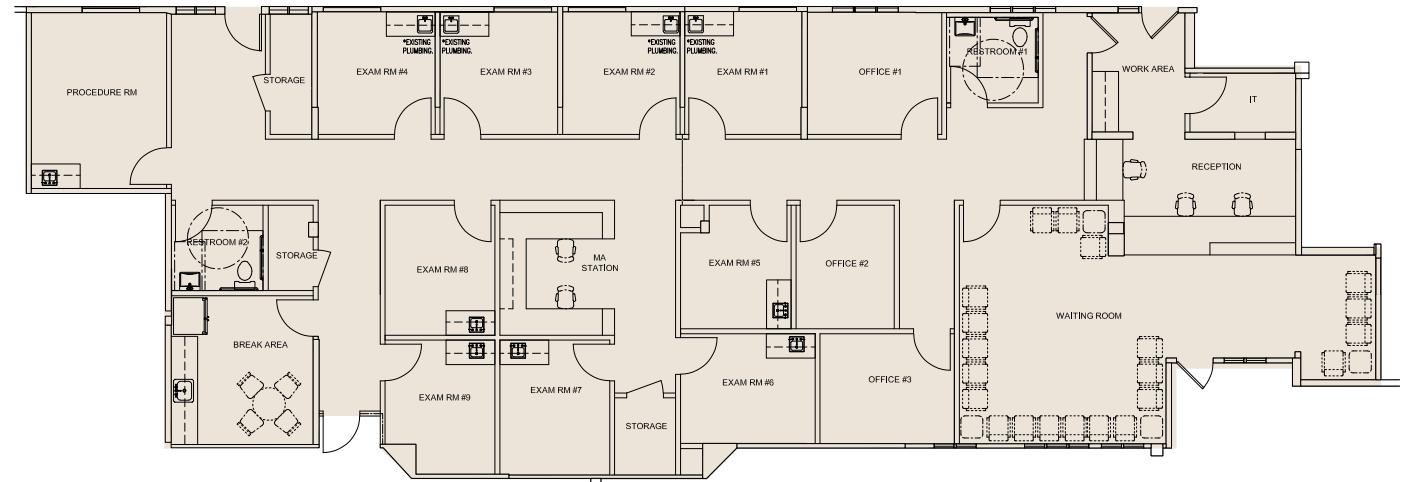 PROCEDURE RM
STORAGE
EXAM RM #4
*EXISTING
PLUMBING.
EXAM RM #3
*EXISTING
PLUMBING.
EXAM RM #2
*EXISTING
PLUMBING.
EXAM RM #1
*EXISTING
PLUMBING.
OFFICE #1
RESTROOM #1
WORK AREA
IT
RECEPTION
RESTROOM #2
STORAGE
EXAM RM #8
MA
STATION
EXAM RM #5
OFFICE #2
WAITING ROOM
BREAK AREA
EXAM RM #9
EXAM RM #7
STORAGE
EXAM RM #6
OFFICE #3